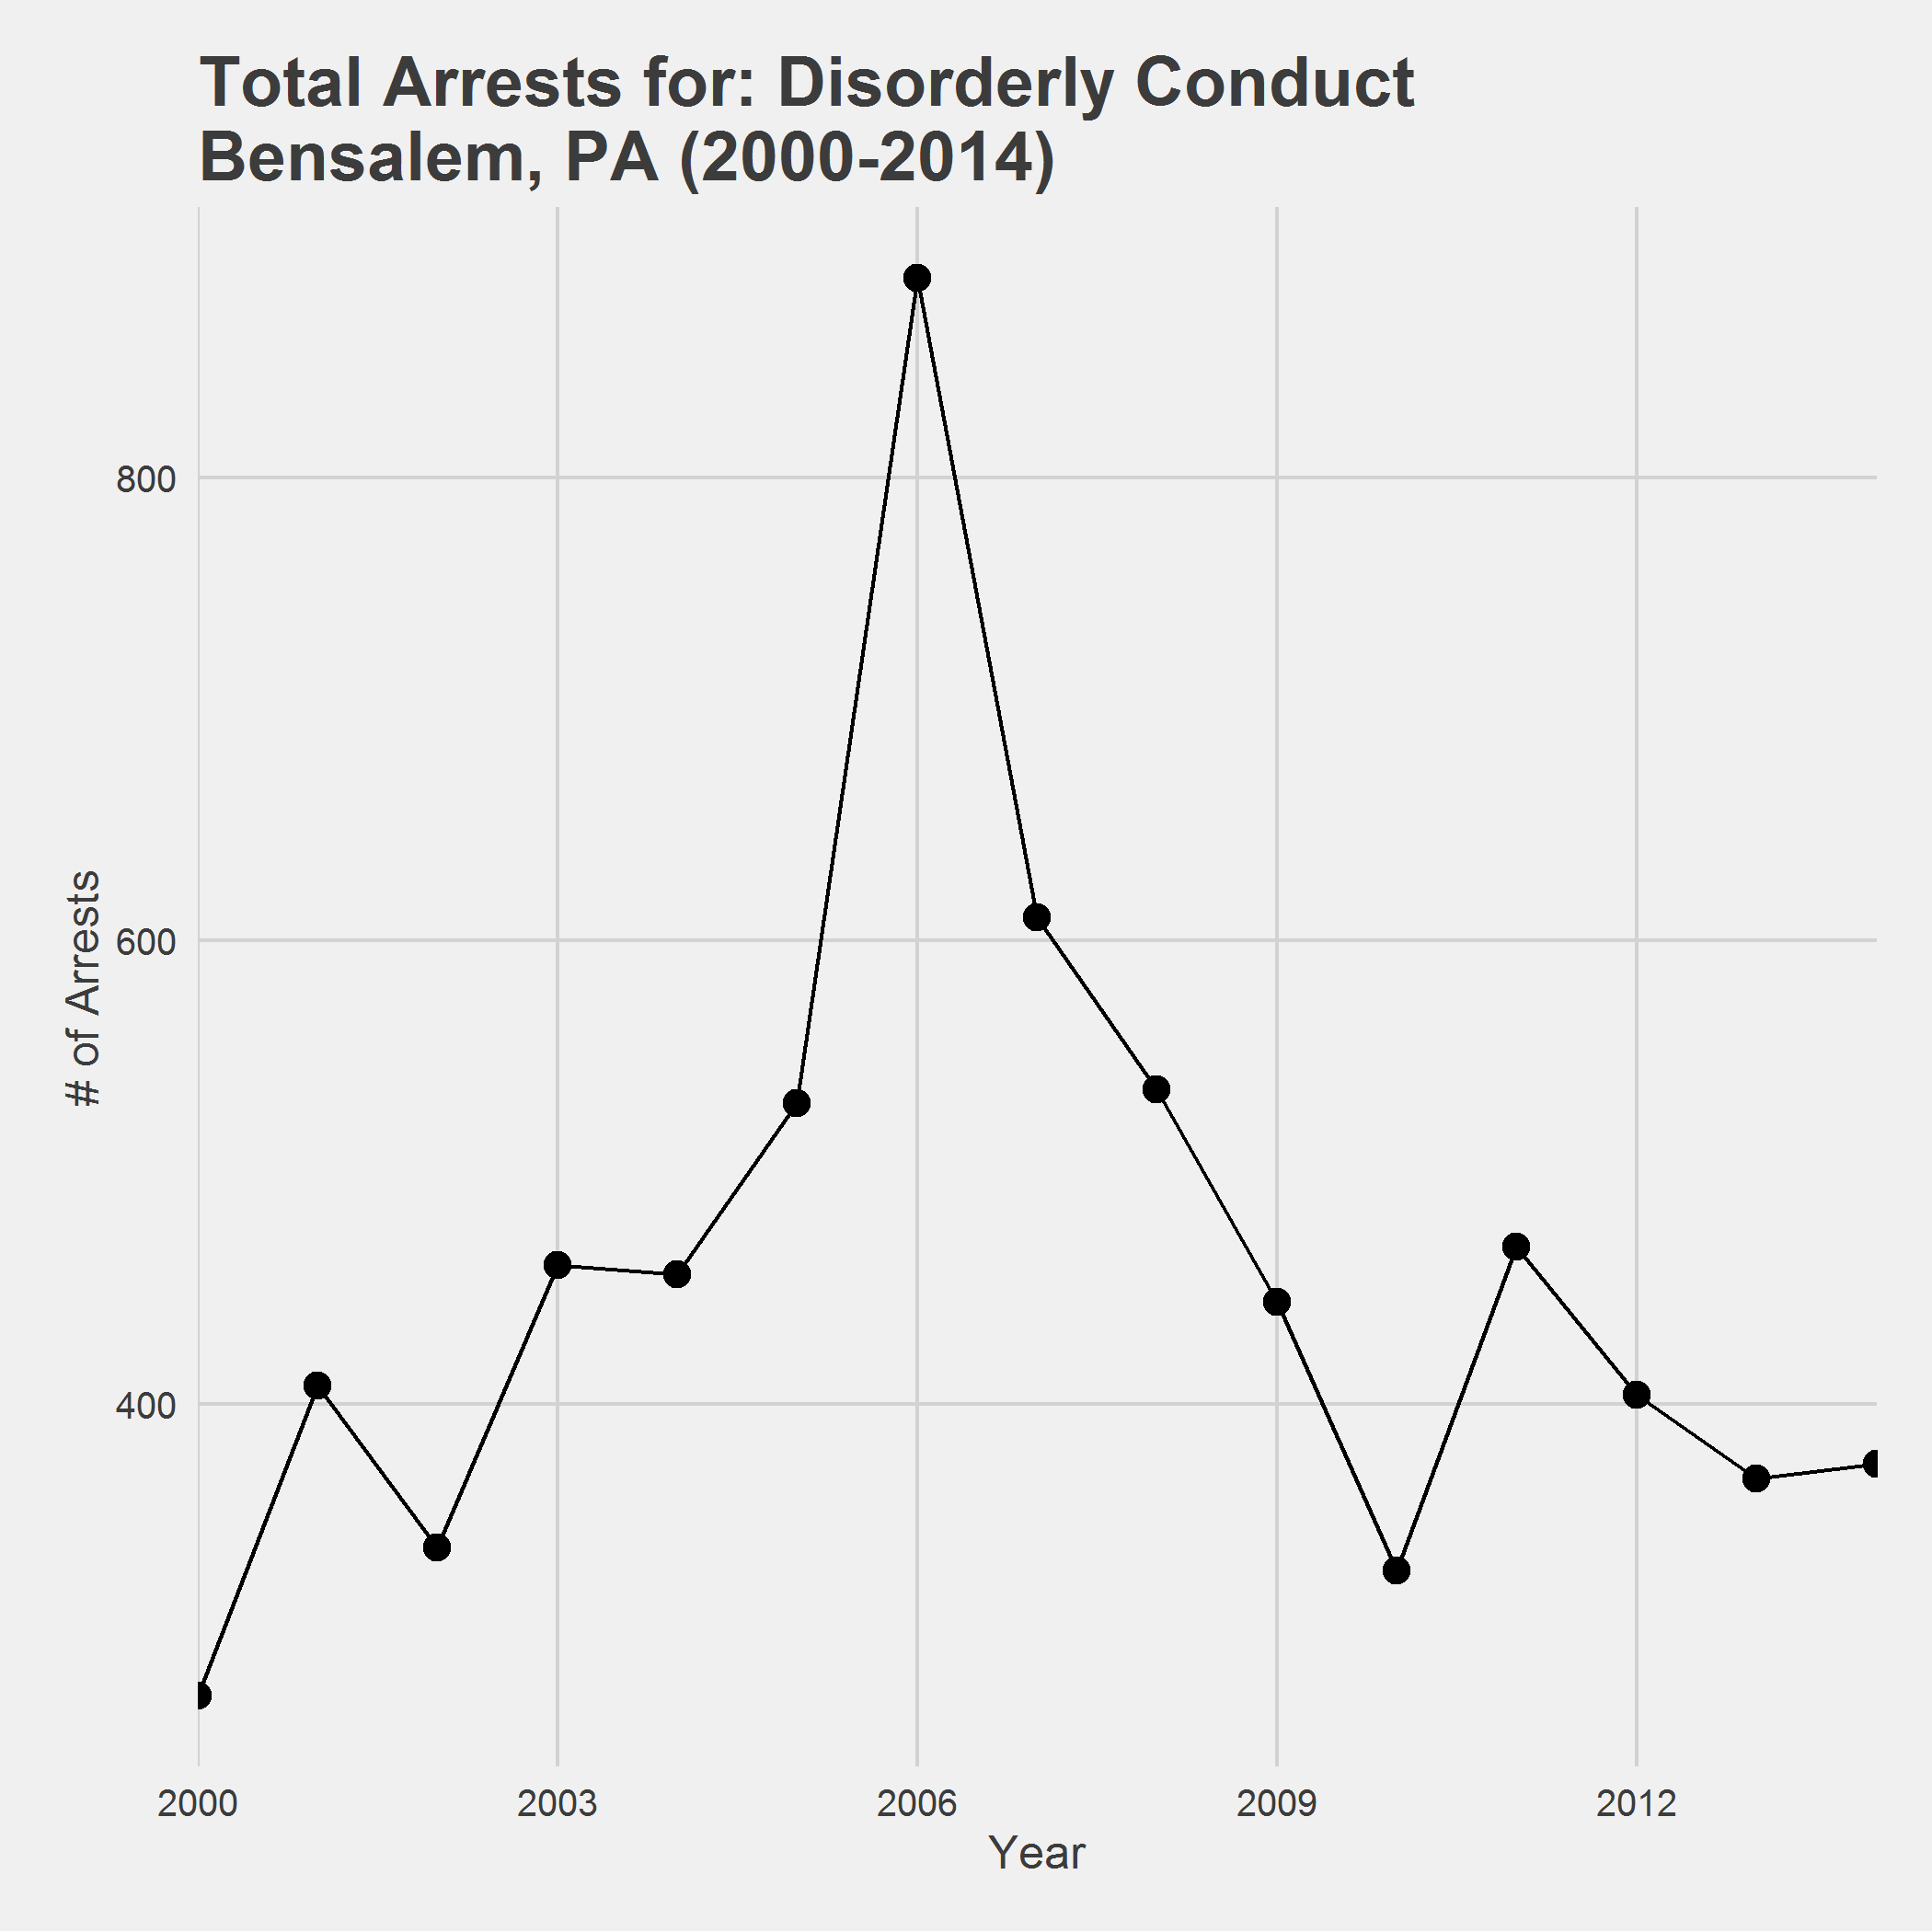 Total Arrests for: Disorderly Conduct
Bensalem, PA (2000-2014)
800
600
400
# of Arrests
2000
2003
2006
2009
2012
Year